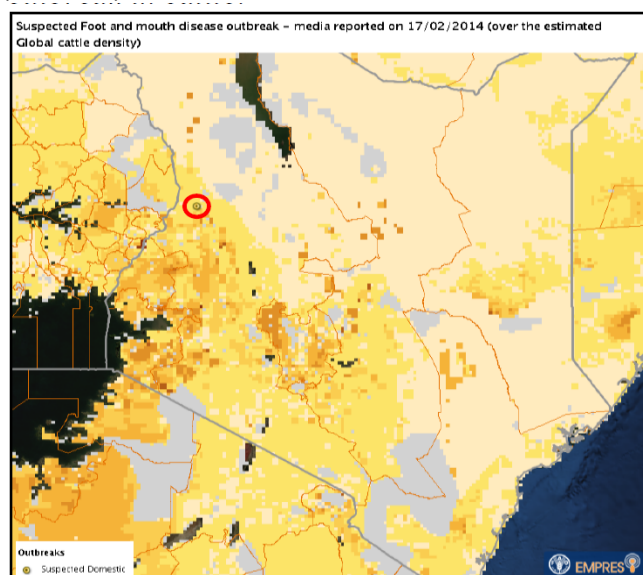 Suspected Foot and mouth disease outbreak – media reported on 17/02/2014 (over the estimated
Global cattle density)
Outbreaks
Suspected Domestic
EMPRES